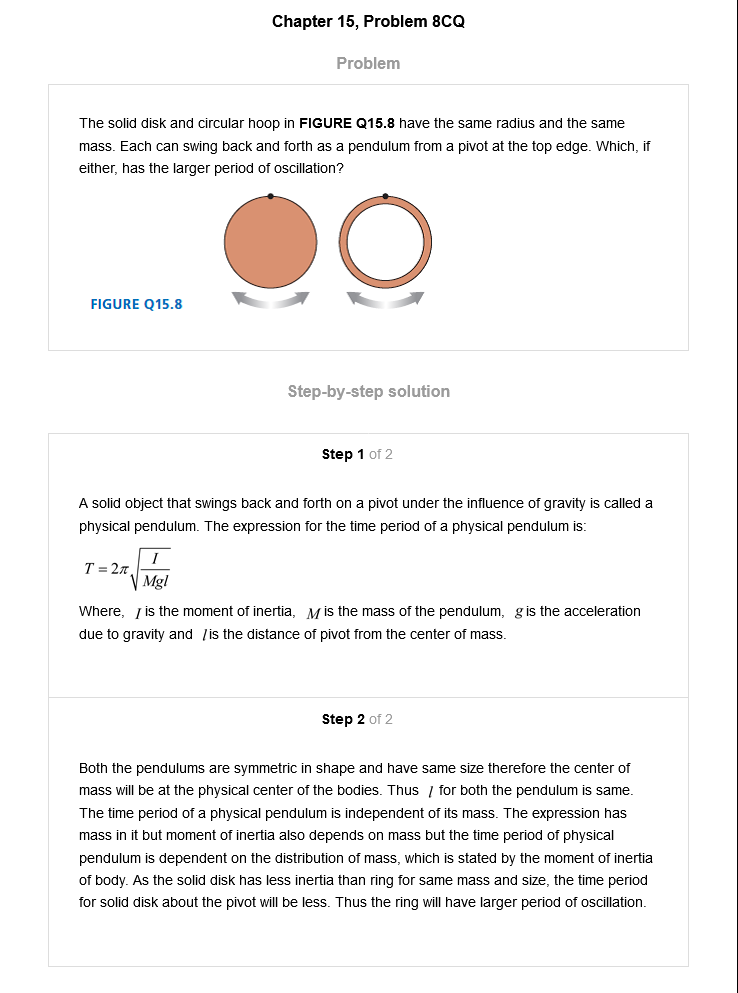 Chapter 15, Problem 8CQ
Problem
The solid disk and circular hoop in FIGURE Q15.8 have the same radius and the same
mass. Each can swing back and forth as a pendulum from a pivot at the top edge. Which, if
either, has the larger period of oscillation?
FIGURE Q15.8
Step-by-step solution
Step 1 of 2
A solid object that swings back and forth on a pivot under the influence of gravity is called a
physical pendulum. The expression for the time period of a physical pendulum is:
T = 2π√(I/Mgl)
Where, I is the moment of inertia, M is the mass of the pendulum, g is the acceleration
due to gravity and l is the distance of pivot from the center of mass.
Step 2 of 2
Both the pendulums are symmetric in shape and have same size therefore the center of
mass will be at the physical center of the bodies. Thus l for both the pendulum is same.
The time period of a physical pendulum is independent of its mass. The expression has
mass in it but moment of inertia also depends on mass but the time period of physical
pendulum is dependent on the distribution of mass, which is stated by the moment of inertia
of body. As the solid disk has less inertia than ring for same mass and size, the time period
for solid disk about the pivot will be less. Thus the ring will have larger period of oscillation.